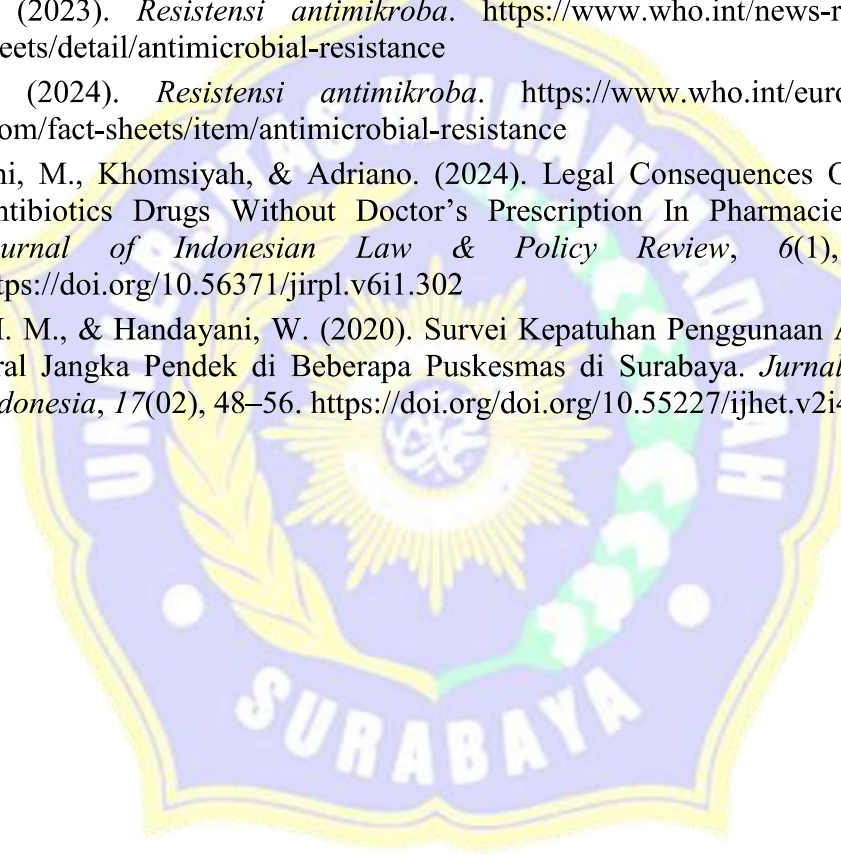 (2023). Resistensi antimikroba. https://www.who.int/news-r
eets/detail/antimicrobial-resistance
(2024). Resistensi antimikroba. https://www.who.int/euro
om/fact-sheets/item/antimicrobial-resistance
ni, M., Khomsiyah, & Adriano. (2024). Legal Consequences O
ntibiotics Drugs Without Doctor's Prescription In Pharmacie
urnal of Indonesian Law & Policy Review, 6(1),
tps://doi.org/10.56371/jirpl.v6i1.302
I. M., & Handayani, W. (2020). Survei Kepatuhan Penggunaan A
ral Jangka Pendek di Beberapa Puskesmas di Surabaya. Jurnal
donesia, 17(02), 48–56. https://doi.org/doi.org/10.55227/ijhet.v2i4
UNIVERSITAS MUHAMMADIYAH
SURABAYA